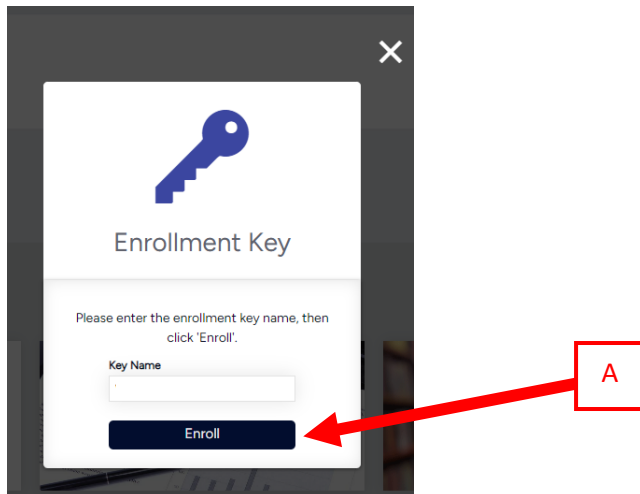 Enrollment Key
Please enter the enrollment key name, then
click 'Enroll'.
Key Name
Enroll
A